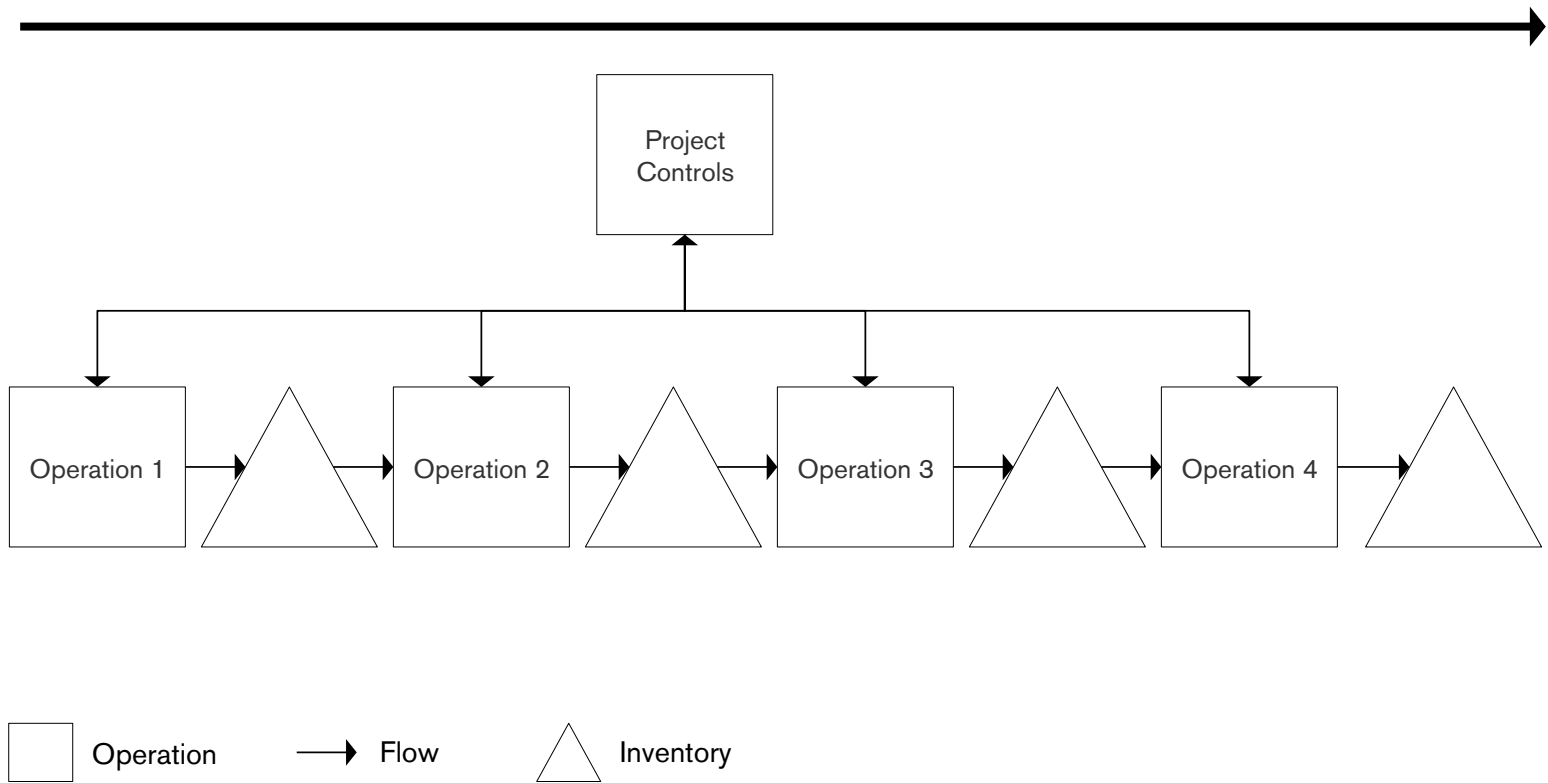 Project
Controls
Operation 1
Operation 2
Operation 3
Operation 4
Operation
Flow
Inventory